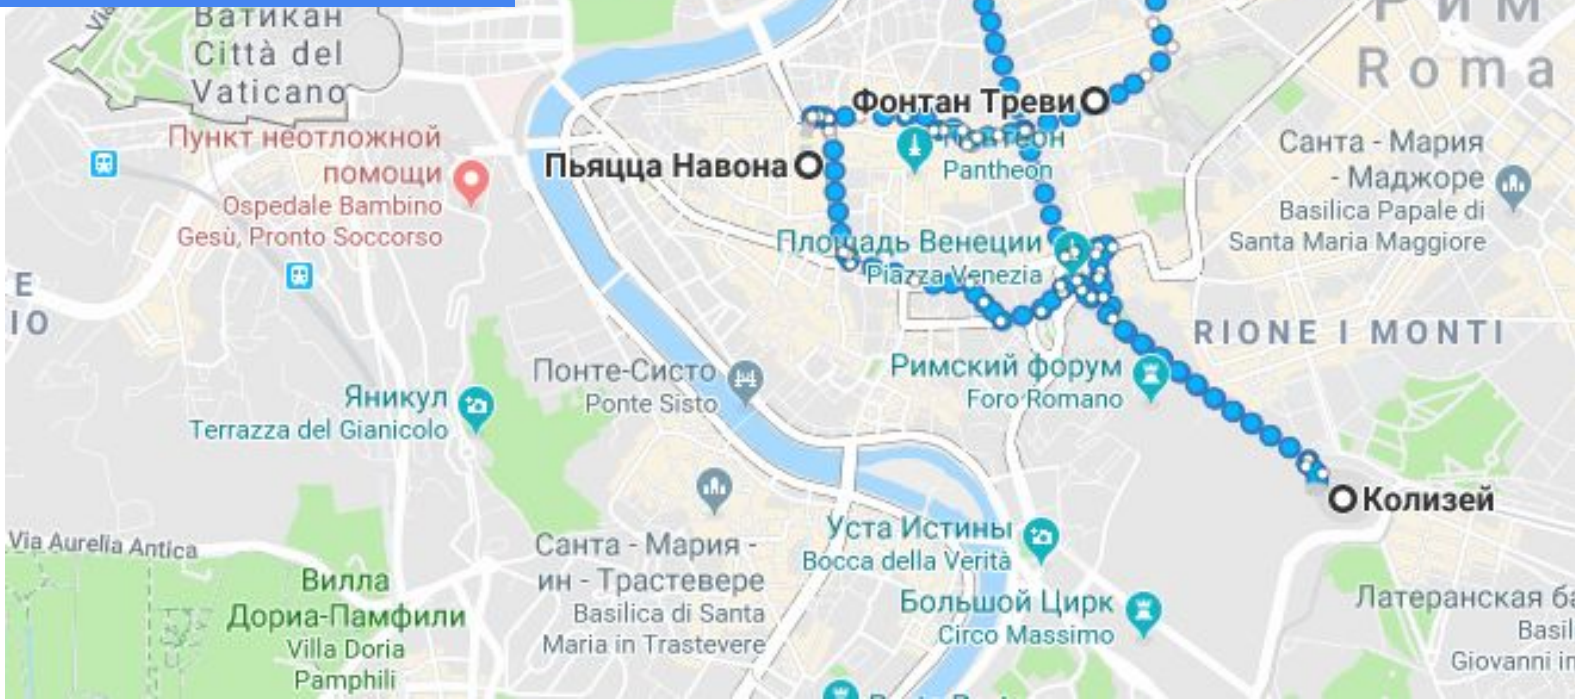 Ватикан
Città del
Vaticano
Рим
Roma
Фонтан Треви
Пункт неотложной
помощи
Ospedale Bambino
Gesù, Pronto Soccorso
Пьяцца Навона
Pantheon
Санта - Мария
- Маджоре
Basilica Papale di
Santa Maria Maggiore
Площадь Венеции
Piazza Venezia
E
IO
RIONE I MONTI
Понте-Систо
Ponte Sisto
Римский форум
Foro Romano
Яникул
Terrazza del Gianicolo
Колизей
Via Aurelia Antica
Санта - Мария -
ин - Трастевере
Basilica di Santa
Maria in Trastevere
Уста Истины
Bocca della Verità
Вилла
Дориа-Памфили
Villa Doria
Pamphili
Большой Цирк
Circo Massimo
Латеранская ба
Basil
Giovanni in